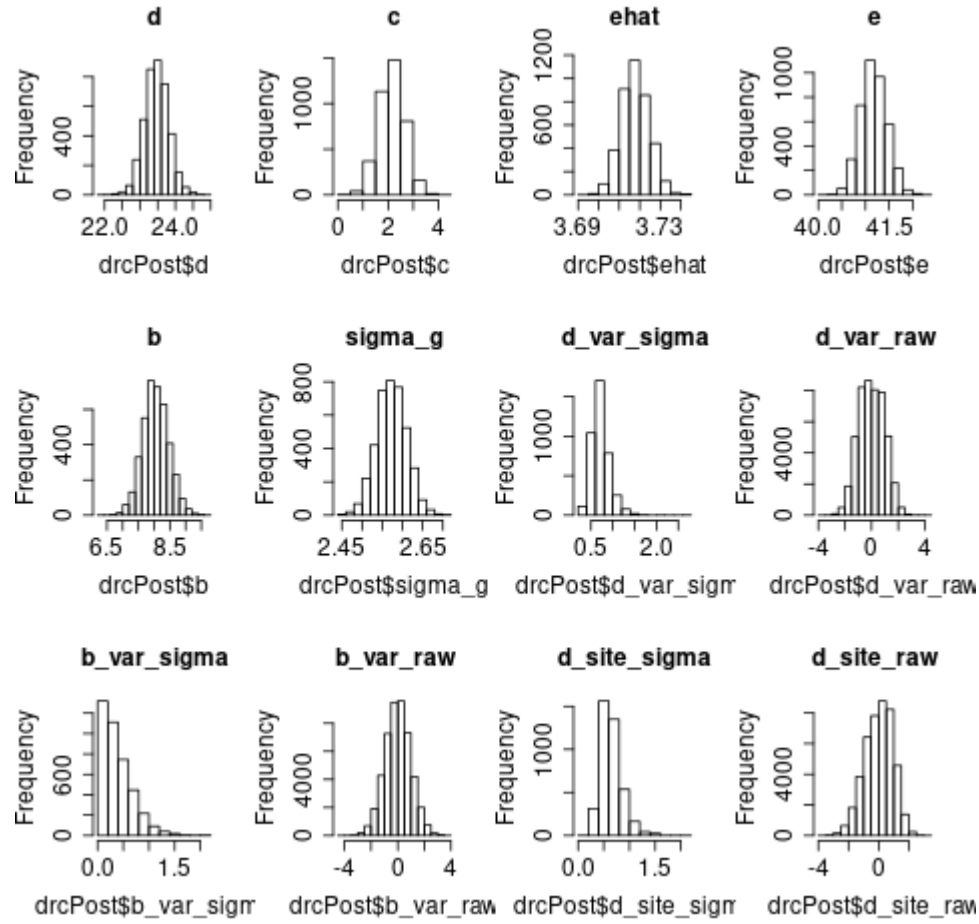 d c ehat e
Frequency Frequency Frequency Frequency
0 400 0 1000 0 600 1200 0 400 1000
22.0 24.0 0 2 4 3.69 3.73 40.0 41.5
drcPost$d drcPost$c drcPost$ehat drcPost$e
b sigma_g d_var_sigma d_var_raw
Frequency Frequency Frequency Frequency
0 400 0 400 800 0 1000 0 4000
6.5 8.5 2.45 2.65 0.5 2.0 -4 0 4
drcPost$b drcPost$sigma_g drcPost$d_var_sigm drcPost$d_var_raw
b_var_sigma b_var_raw d_site_sigma d_site_raw
Frequency Frequency Frequency Frequency
0 600 0 4000 0 1000 0 4000
0.0 1.5 -4 0 4 0.0 1.5 -4 0
drcPost$b_var_sigm drcPost$b_var_raw drcPost$d_site_sigm drcPost$d_site_raw